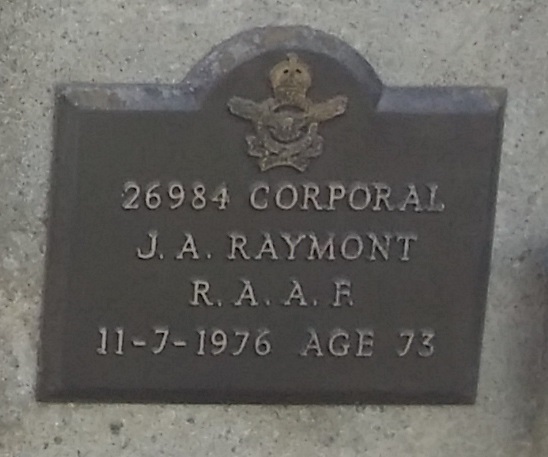 26984 CORPORAL
J. A. RAYMONT
R. A. A. F.
11-7-1976 AGE 73